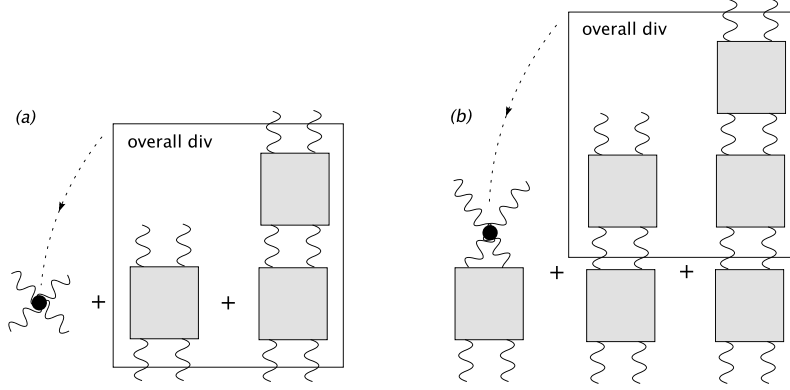 (a)
overall div
+
+
(b)
overall div
+
+